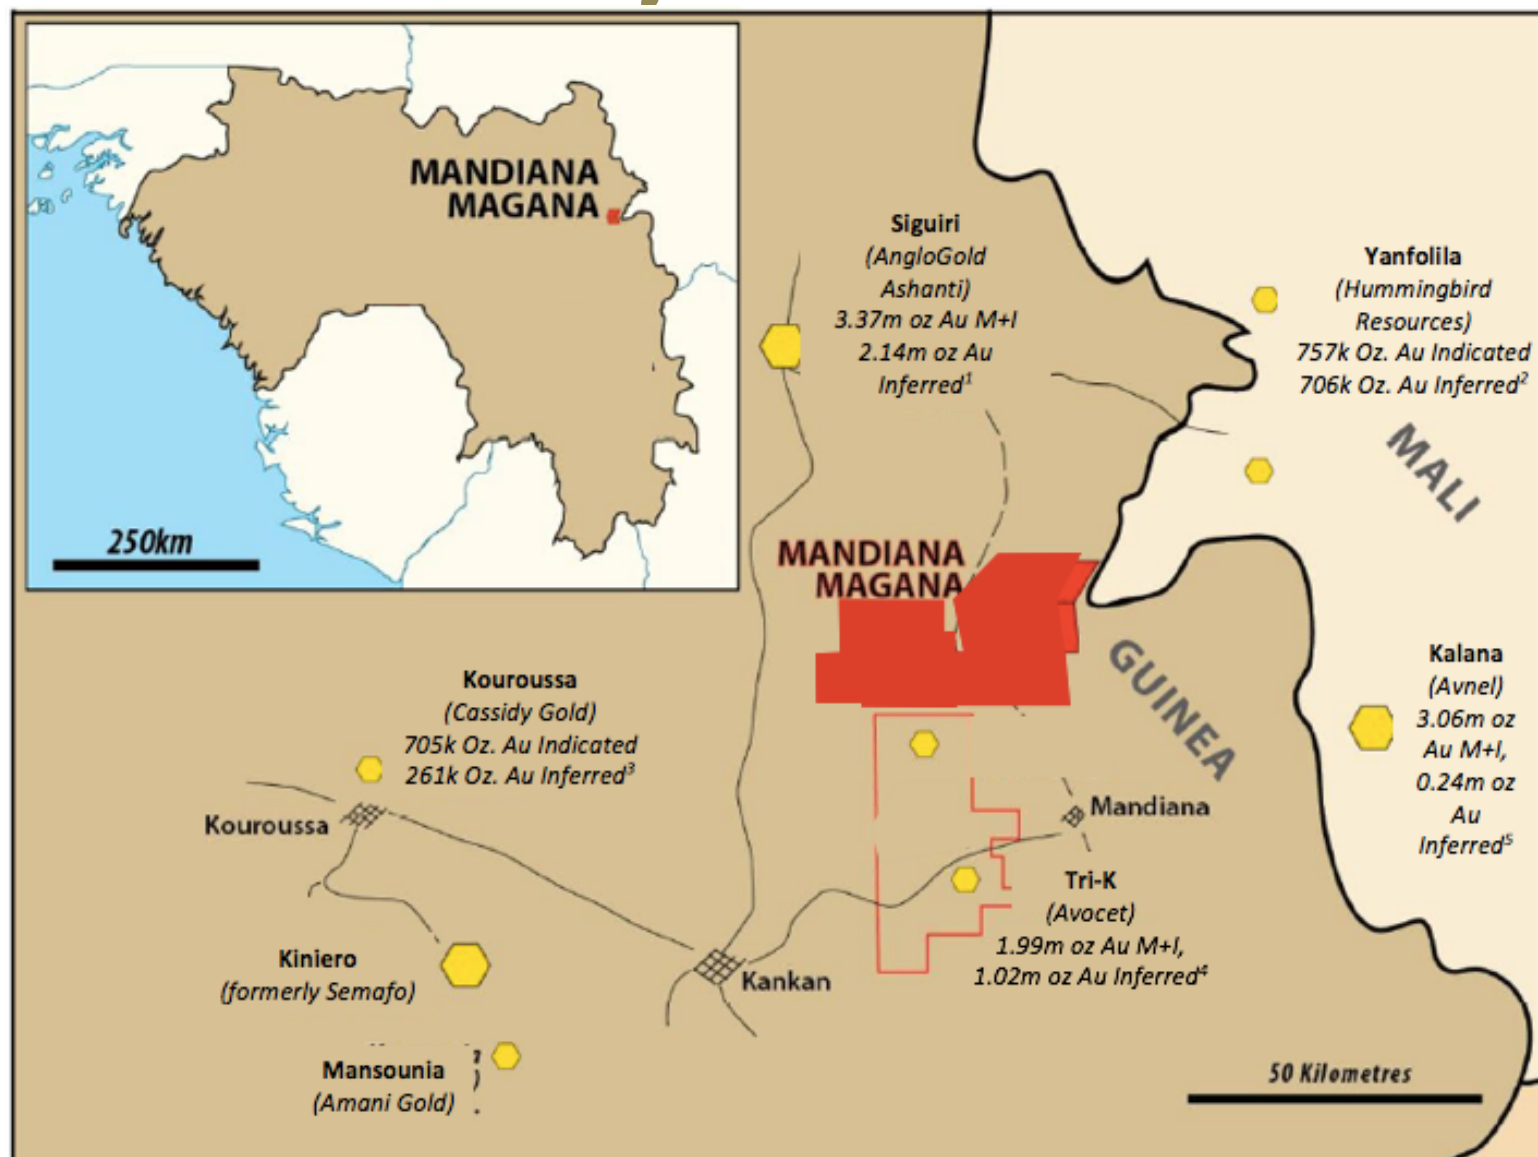 MANDIANA
MAGANA
250km
Siguiri
(AngloGold
Ashanti)
3.37m oz Au M+I
2.14m oz Au
Inferred¹
Yanfolila
(Hummingbird
Resources)
757k Oz. Au Indicated
706k Oz. Au Inferred²
MALI
MANDIANA
MAGANA
GUINEA
Kalana
(Avnel)
3.06m oz
Au M+I,
0.24m oz
Au
Inferred⁵
Kouroussa
(Cassidy Gold)
705k Oz. Au Indicated
261k Oz. Au Inferred³
Kouroussa
Mandiana
Tri-K
(Avocet)
1.99m oz Au M+I,
1.02m oz Au Inferred⁴
Kiniero
(formerly Semafo)
Kankan
Mansounia
(Amani Gold)
50 Kilometres